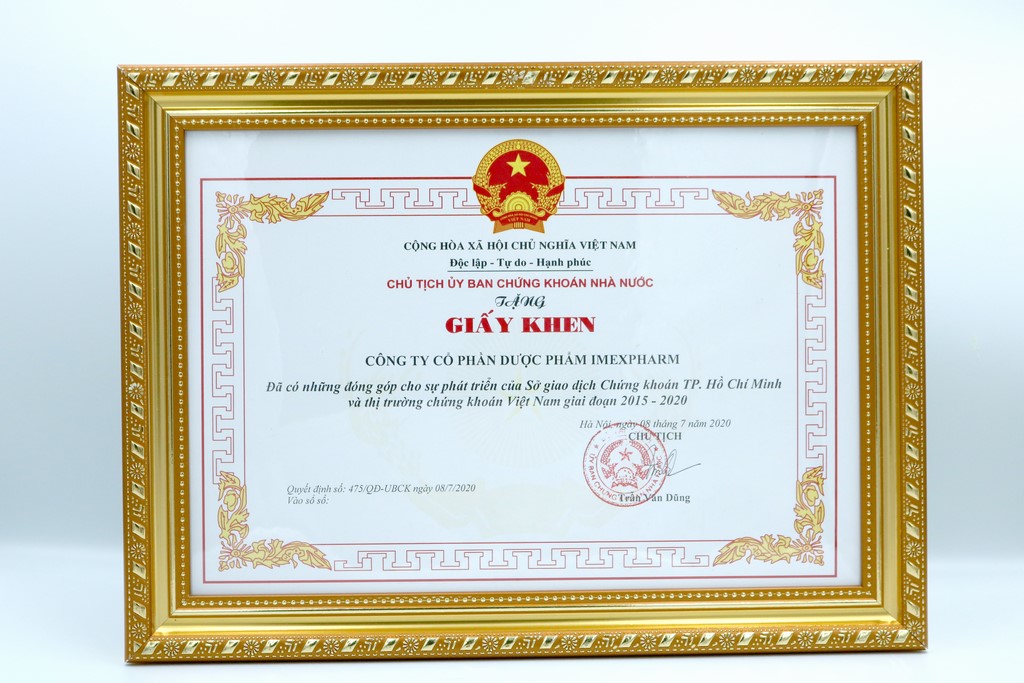 CỘNG HÒA XÃ HỘI CHỦ NGHĨA VIỆT NAM
Độc lập - Tự do - Hạnh phúc
CHỦ TỊCH ỦY BAN CHỨNG KHOÁN NHÀ NƯỚC
TẶNG
GIẤY KHEN
CÔNG TY CỔ PHẦN DƯỢC PHẨM IMEXPHARM
Đã có những đóng góp cho sự phát triển của Sở giao dịch Chứng khoán TP. Hồ Chí Minh
và thị trường chứng khoán Việt Nam giai đoạn 2015 - 2020
Hà Nội, ngày 08 tháng 7 năm 2020
CHỦ TỊCH
Quyết định số: 475/QĐ-UBCK ngày 08/7/2020
Vào sổ số:
Trần Văn Dũng